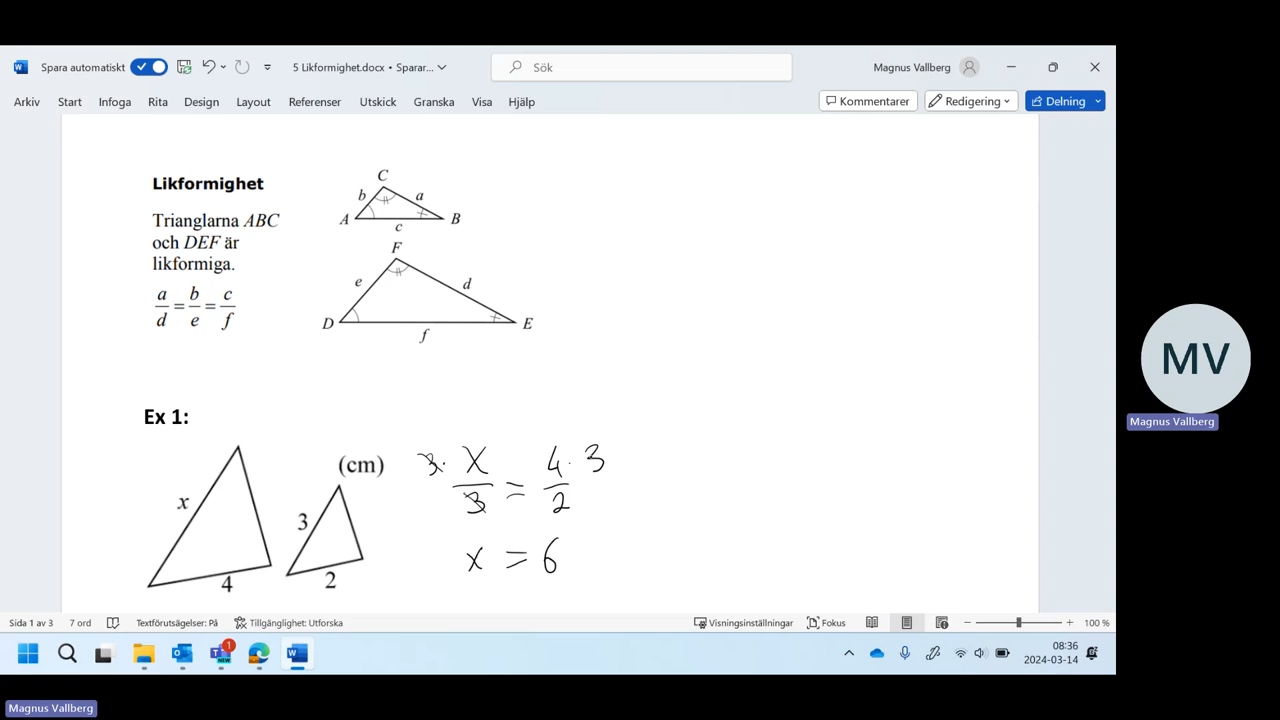 Spara automatiskt
5 Likformighet.docx • Sparar...
Sök
Magnus Vallberg
Arkiv Start Infoga Rita Design Layout Referenser Utskick Granska Visa Hjälp
Kommentarer Redigering Delning
Likformighet
Trianglarna ABC
och DEF är
likformiga.
a/d = b/e = c/f
C
b a
A B
c
F
e d
D E
f
Ex 1:
(cm)
x
4
3
2
3· x/3 = 4·3/2
x = 6
MV
Magnus Vallberg
Sida 1 av 3 7 ord Textförutsägelser: På Tillgänglighet: Utforska
Visningsinställningar Fokus 100 %
1
NEW
08:36
2024-03-14
Magnus Vallberg